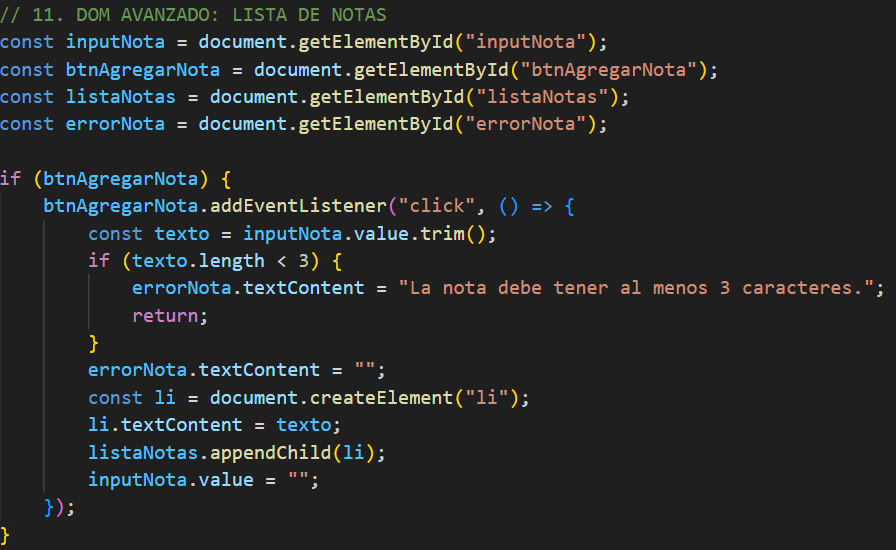 // 11. DOM AVANZADO: LISTA DE NOTAS
const inputNota = document.getElementById("inputNota");
const btnAgregarNota = document.getElementById("btnAgregarNota");
const listaNotas = document.getElementById("listaNotas");
const errorNota = document.getElementById("errorNota");

if (btnAgregarNota) {
    btnAgregarNota.addEventListener("click", () => {
        const texto = inputNota.value.trim();
        if (texto.length < 3) {
            errorNota.textContent = "La nota debe tener al menos 3 caracteres.";
            return;
        }
        errorNota.textContent = "";
        const li = document.createElement("li");
        li.textContent = texto;
        listaNotas.appendChild(li);
        inputNota.value = "";
    });
}